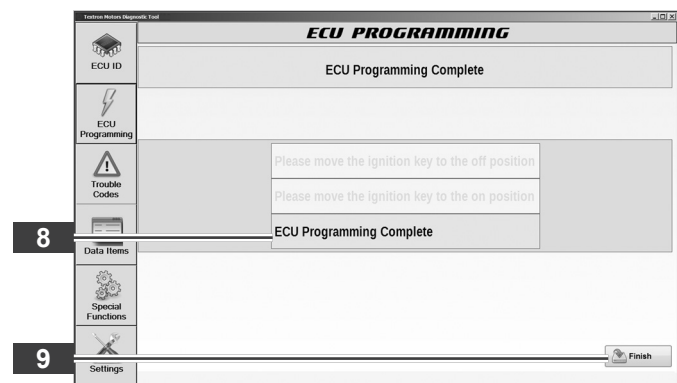 Textron Motors Diagnostic Tool
ECU PROGRAMMING
ECU ID
ECU
Programming
Trouble
Codes
Data Items
Special
Functions
Settings
ECU Programming Complete
Please move the ignition key to the off position
Please move the ignition key to the on position
ECU Programming Complete
Finish
8
9